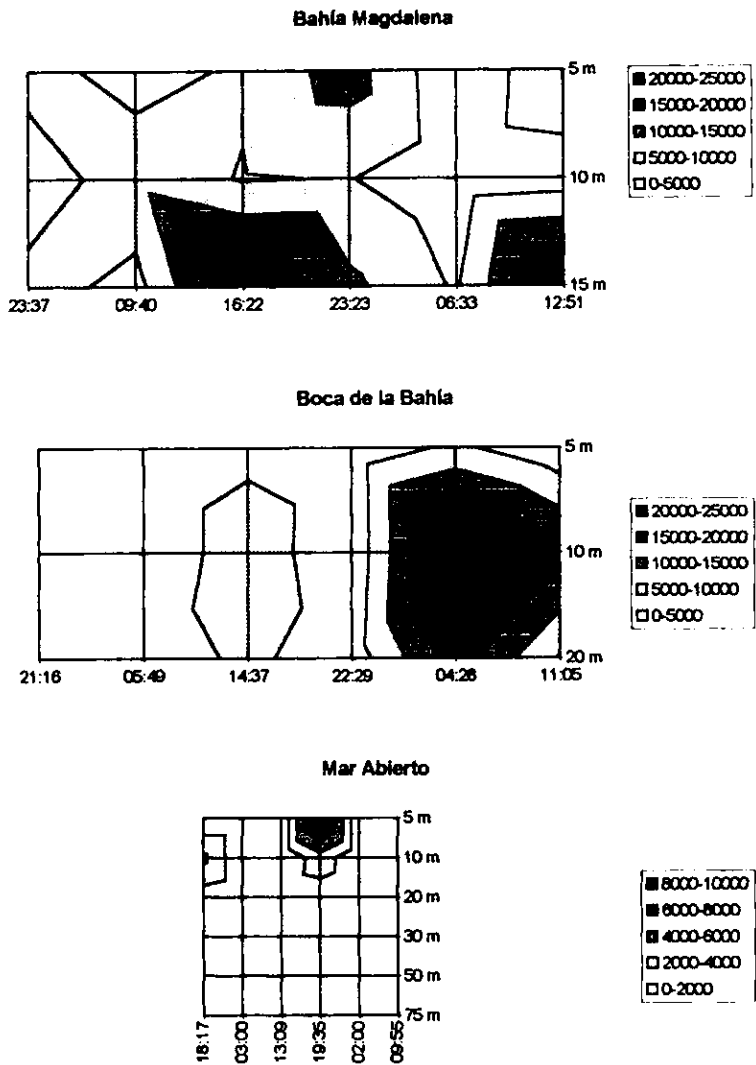 Bahía Magdalena
5 m
10 m
15 m
23:37 09:40 16:22 23:23 06:33 12:51
20000-25000
15000-20000
10000-15000
5000-10000
0-5000
Boca de la Bahía
5 m
10 m
20 m
21:16 05:49 14:37 22:29 04:26 11:05
20000-25000
15000-20000
10000-15000
5000-10000
0-5000
Mar Abierto
5 m
10 m
20 m
30 m
50 m
75 m
18:17 03:00 13:09 19:35 02:00 09:55
8000-10000
6000-8000
4000-6000
2000-4000
0-2000